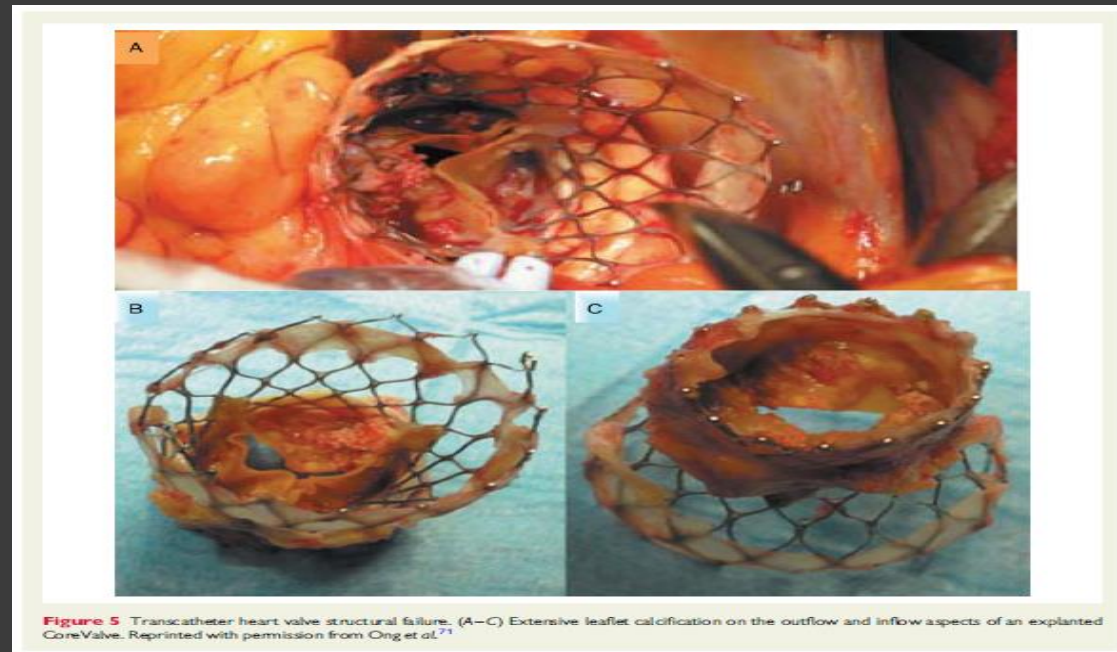 A
B
C
Figure 5 Transcatheter heart valve structural failure. (A–C) Extensive leaflet calcification on the outflow and inflow aspects of an explanted
CoreValve. Reprinted with permission from Ong et al.71